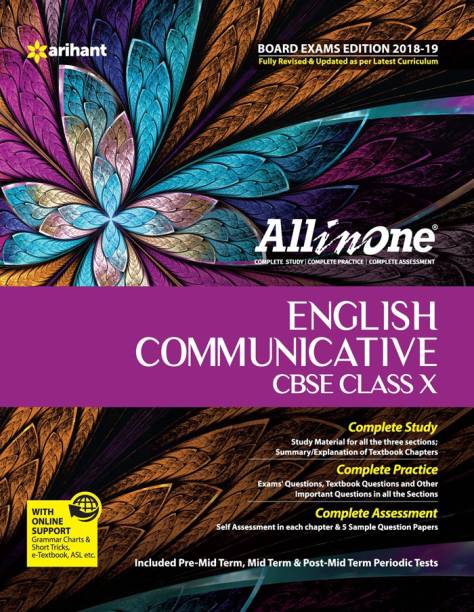 arihant
BOARD EXAMS EDITION 2018-19
Fully Revised & Updated as per Latest Curriculum
All in One®
COMPLETE STUDY | COMPLETE PRACTICE | COMPLETE ASSESSMENT
ENGLISH
COMMUNICATIVE
CBSE CLASS X
Complete Study
Study Material for all the three sections;
Summary/Explanation of Textbook Chapters
Complete Practice
Exams' Questions, Textbook Questions and Other
Important Questions in all the Sections
Complete Assessment
Self Assessment in each chapter & 5 Sample Question Papers
WITH
ONLINE
SUPPORT
Grammar Charts &
Short Tricks,
e-Textbook, ASL etc.
Included Pre-Mid Term, Mid Term & Post-Mid Term Periodic Tests